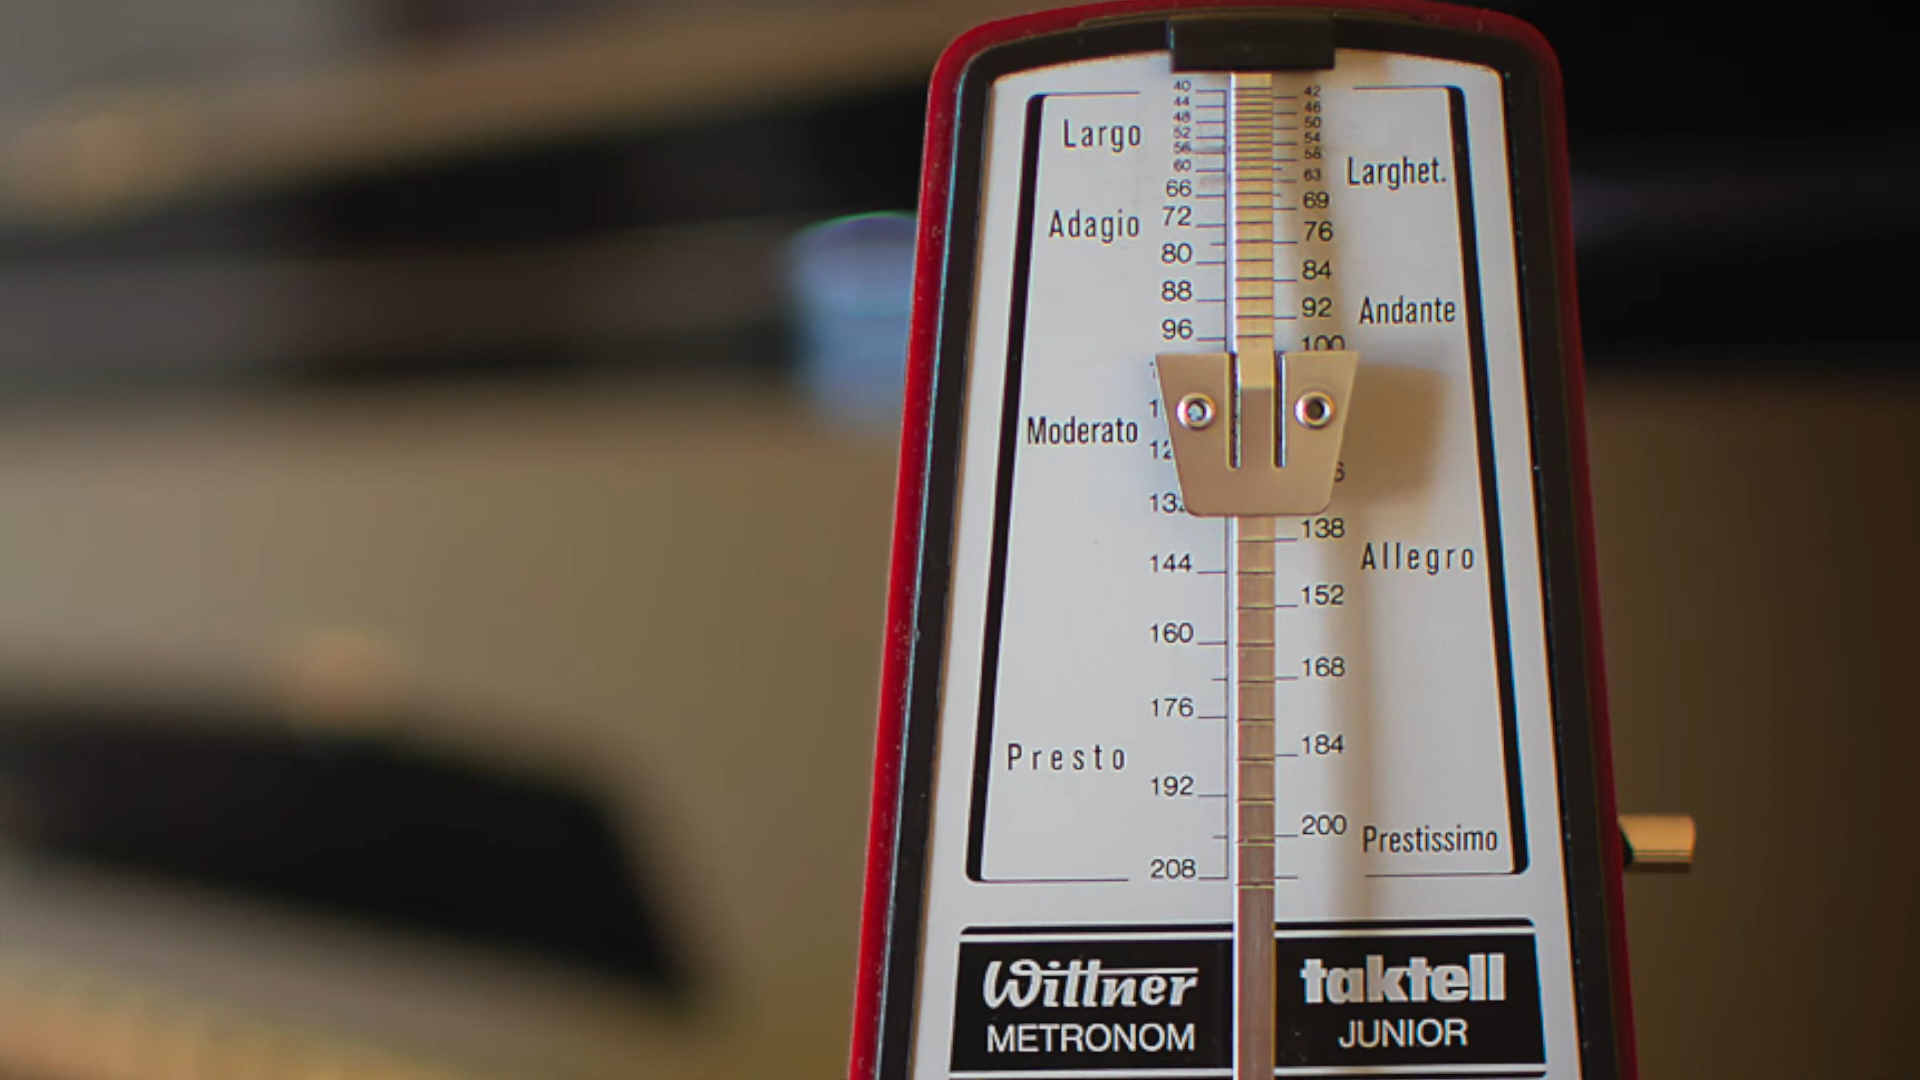 40 42
44 46
48 50
52 54
56 58
Largo
60 63
Larghet.
66 69
72 76
Adagio
80 84
88 92
Andante
96 100
Moderato
138
144
Allegro
152
160
168
176
184
Presto
192
200
Prestissimo
208
Wittner taktell
METRONOM JUNIOR